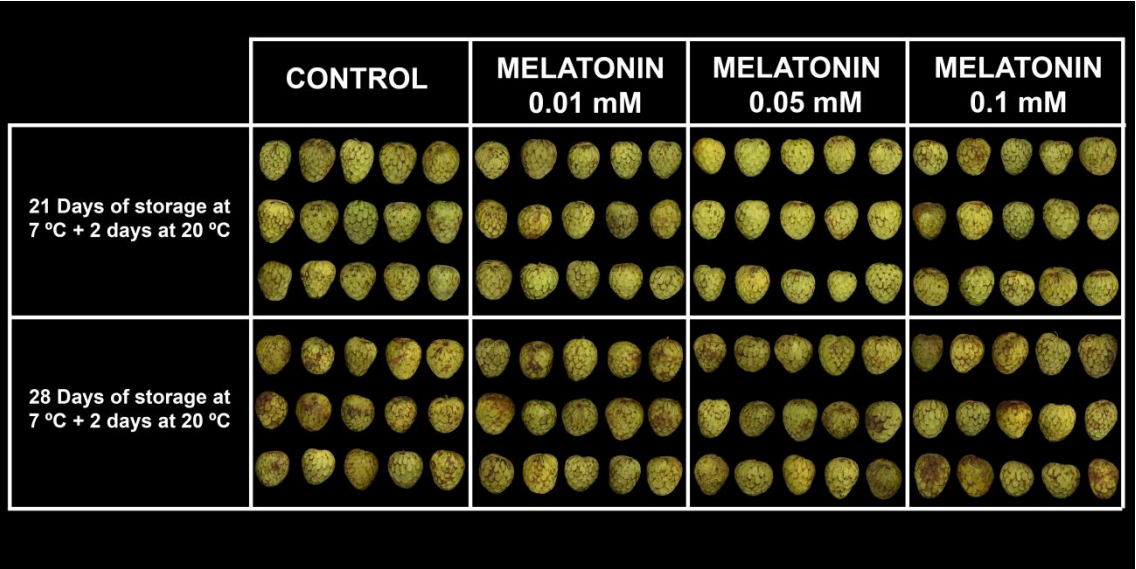 CONTROL
MELATONIN
0.01 mM
MELATONIN
0.05 mM
MELATONIN
0.1 mM
21 Days of storage at
7 ºC + 2 days at 20 ºC
28 Days of storage at
7 ºC + 2 days at 20 ºC